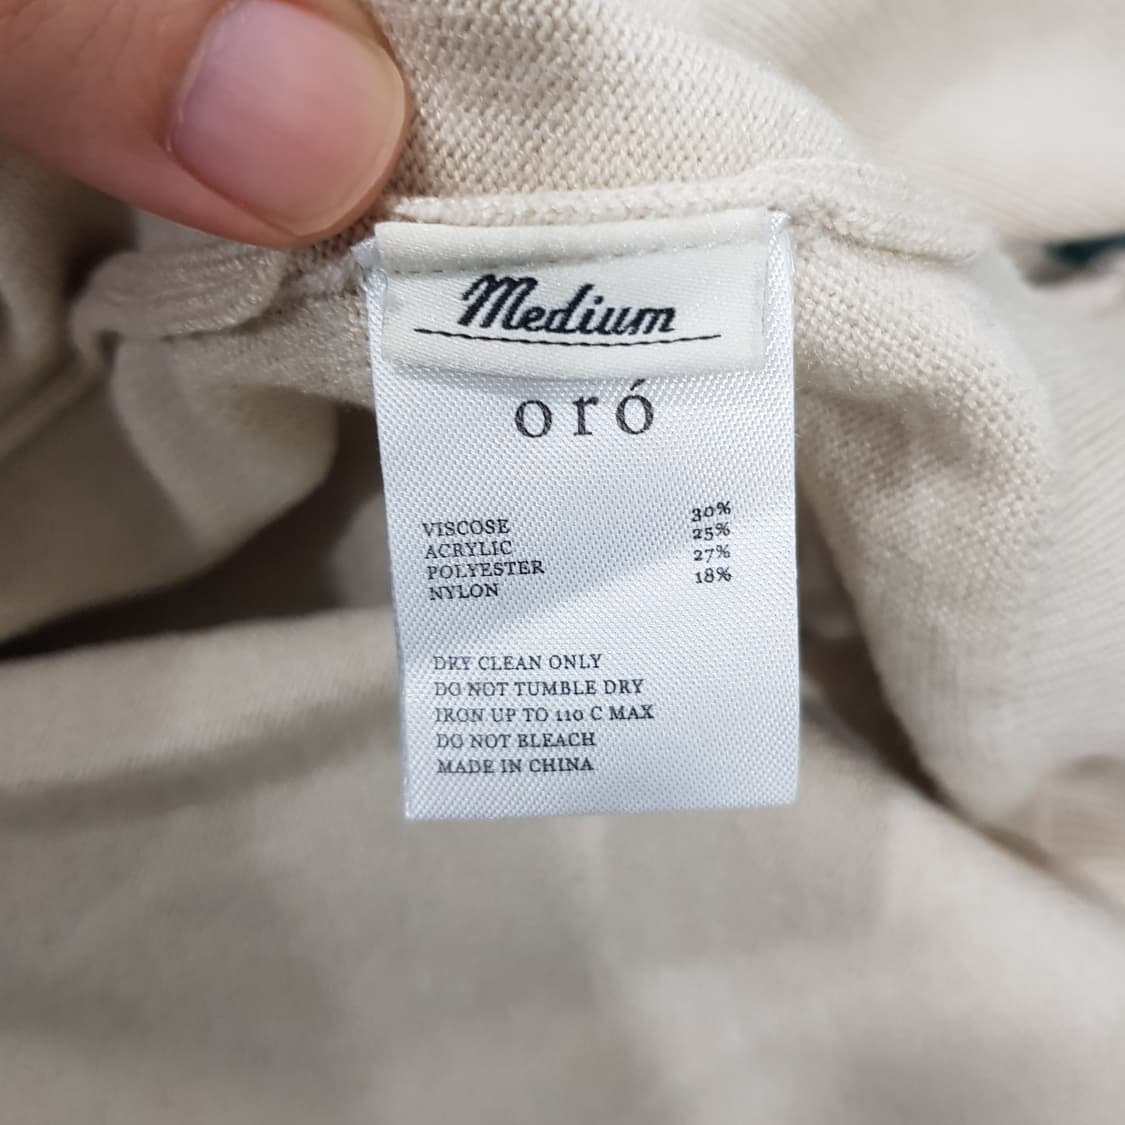 Medium
oró
VISCOSE 30%
ACRYLIC 25%
POLYESTER 27%
NYLON 18%
DRY CLEAN ONLY
DO NOT TUMBLE DRY
IRON UP TO 110 C MAX
DO NOT BLEACH
MADE IN CHINA